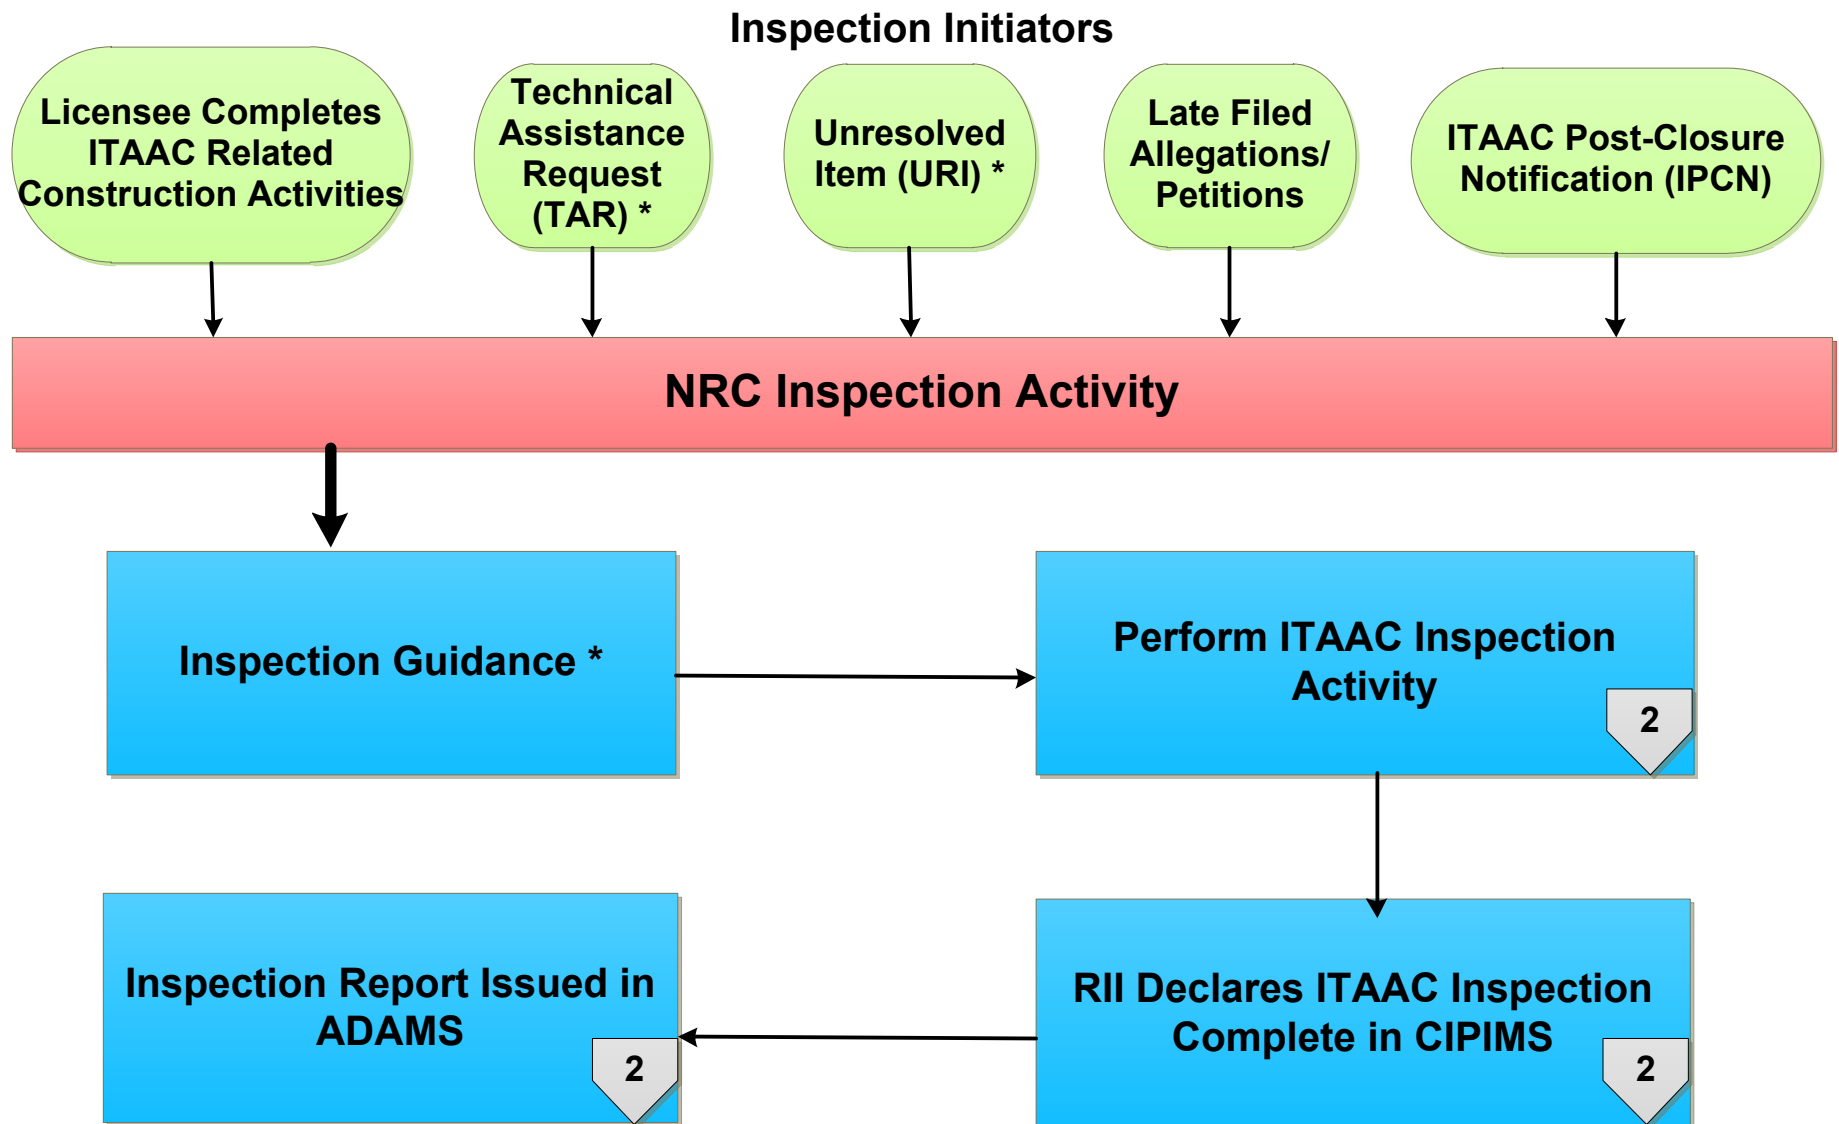 Inspection Initiators
Licensee Completes
ITAAC Related
Construction Activities
Technical
Assistance
Request
(TAR) *
Unresolved
Item (URI) *
Late Filed
Allegations/
Petitions
ITAAC Post-Closure
Notification (IPCN)
NRC Inspection Activity
Inspection Guidance *
Perform ITAAC Inspection
Activity
2
Inspection Report Issued in
ADAMS
2
RII Declares ITAAC Inspection
Complete in CIPIMS
2